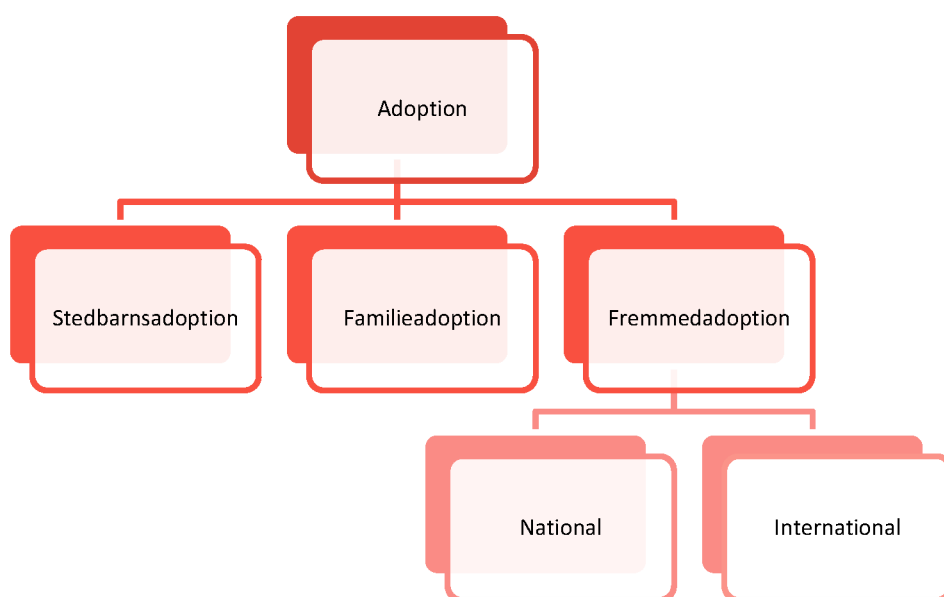 Adoption
Stedbarnsadoption
Familieadoption
Fremmedadoption
National
International